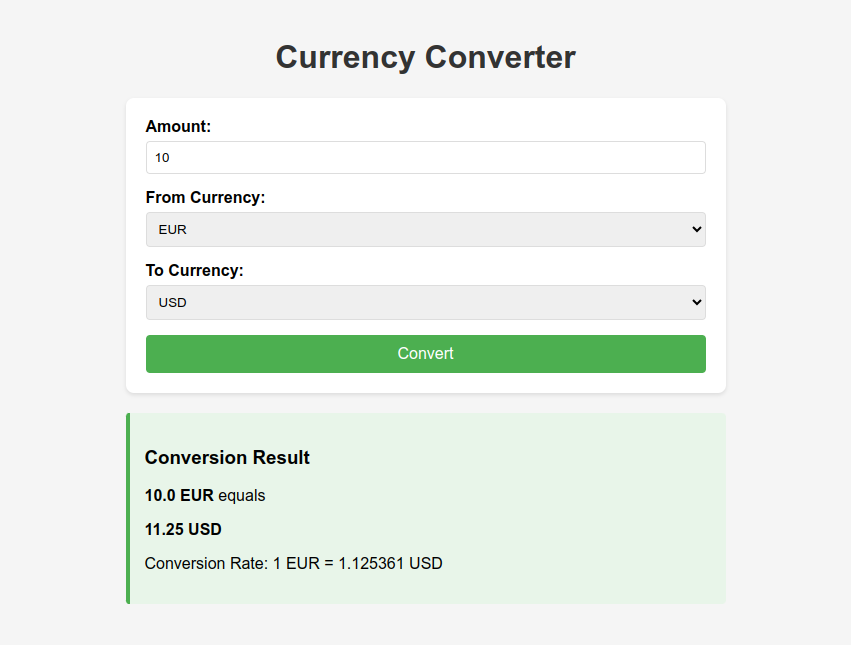 Currency Converter
Amount:
10
From Currency:
EUR
To Currency:
USD
Convert
Conversion Result
10.0 EUR equals
11.25 USD
Conversion Rate: 1 EUR = 1.125361 USD